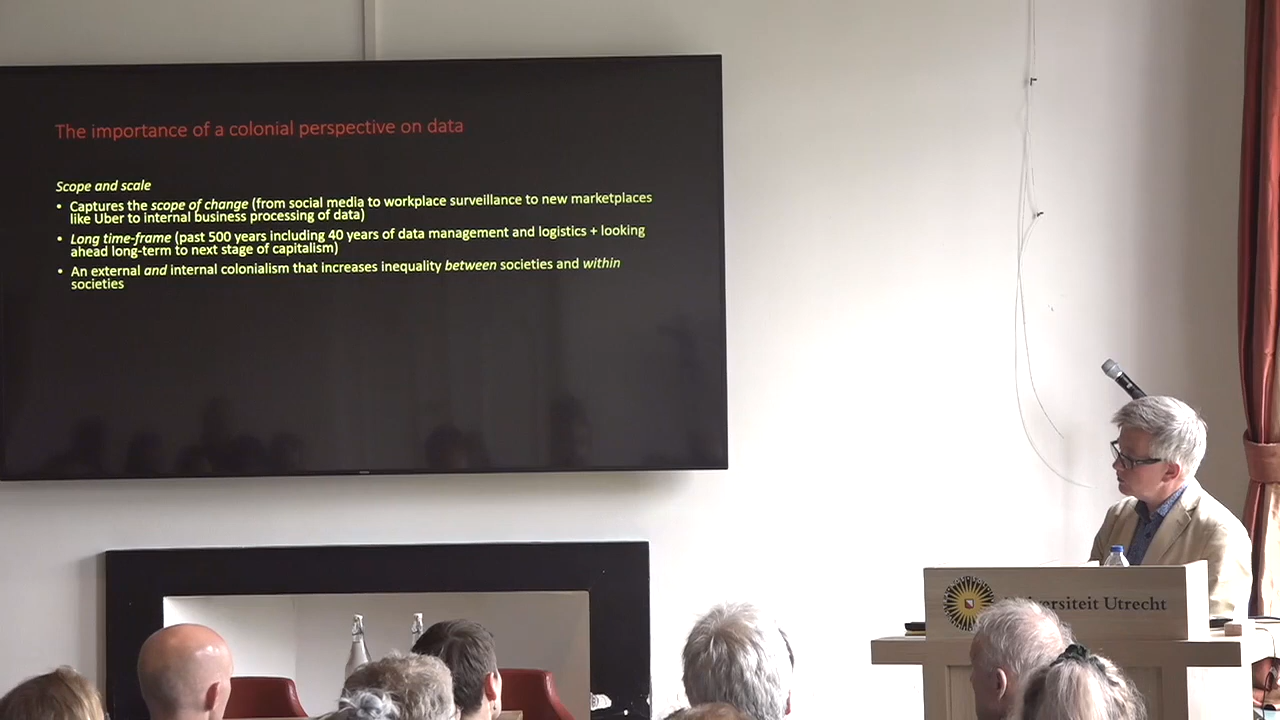 The importance of a colonial perspective on data
Scope and scale
• Captures the scope of change (from social media to workplace surveillance to new marketplaces
like Uber to internal business processing of data)
• Long time-frame (past 500 years including 40 years of data management and logistics + looking
ahead long-term to next stage of capitalism)
• An external and internal colonialism that increases inequality between societies and within
societies
Utrecht